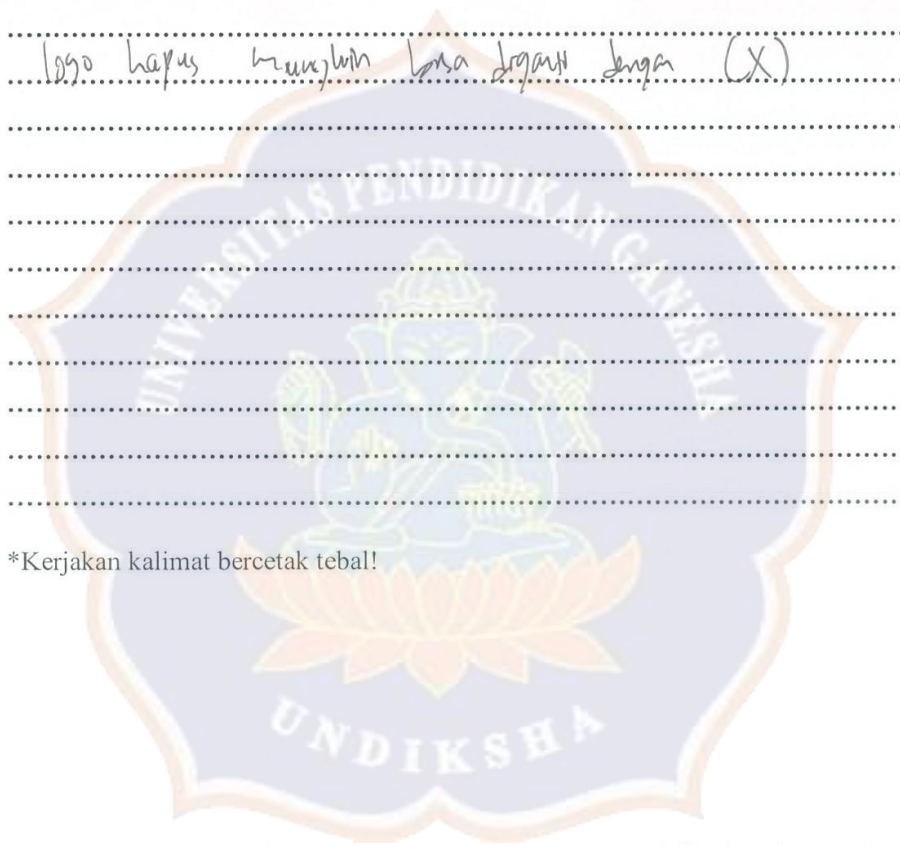 logo hapus mungkin bisa diganti dengan (X)
UNIVERSITAS PENDIDIKAN GANESHA
*Kerjakan kalimat bercetak tebal!
UNDIKSHA